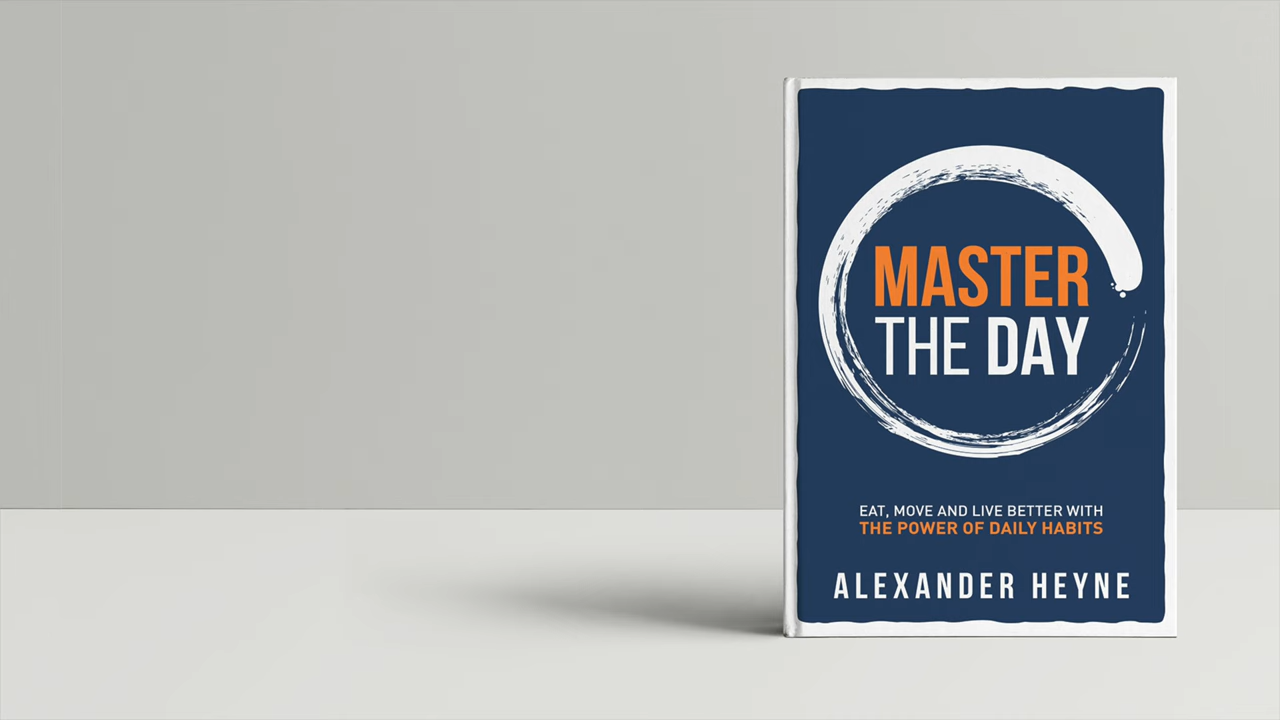 MASTER
THE DAY
EAT, MOVE AND LIVE BETTER WITH
THE POWER OF DAILY HABITS
ALEXANDER HEYNE